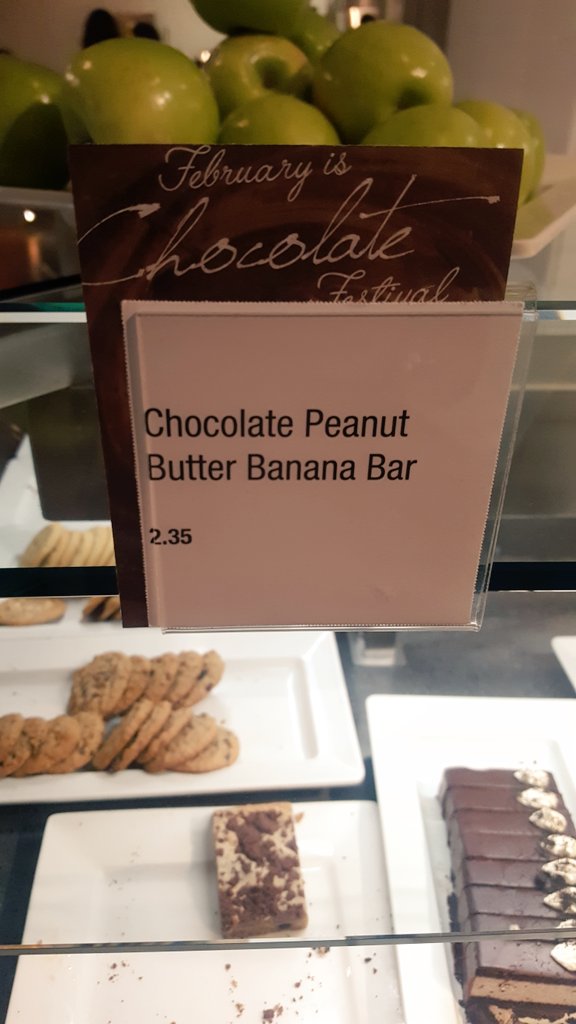 February is
Chocolate
Festival
Chocolate Peanut
Butter Banana Bar
2.35